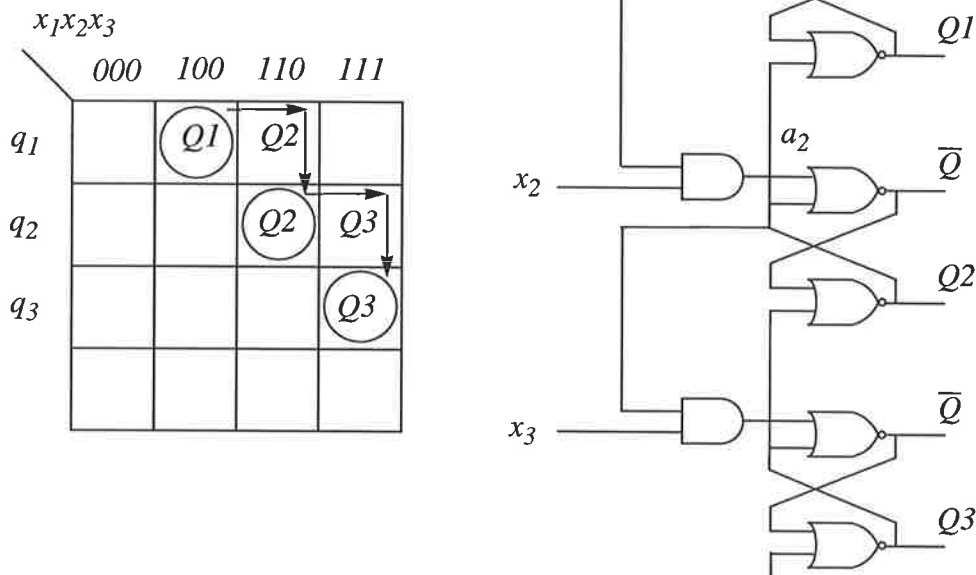 x₁x₂x₃
000 100 110 111
q₁ Q1 Q2
q₂ Q2 Q3
q₃ Q3
Q1
a₂
x₂ Q̅
Q2
x₃ Q̅
Q3